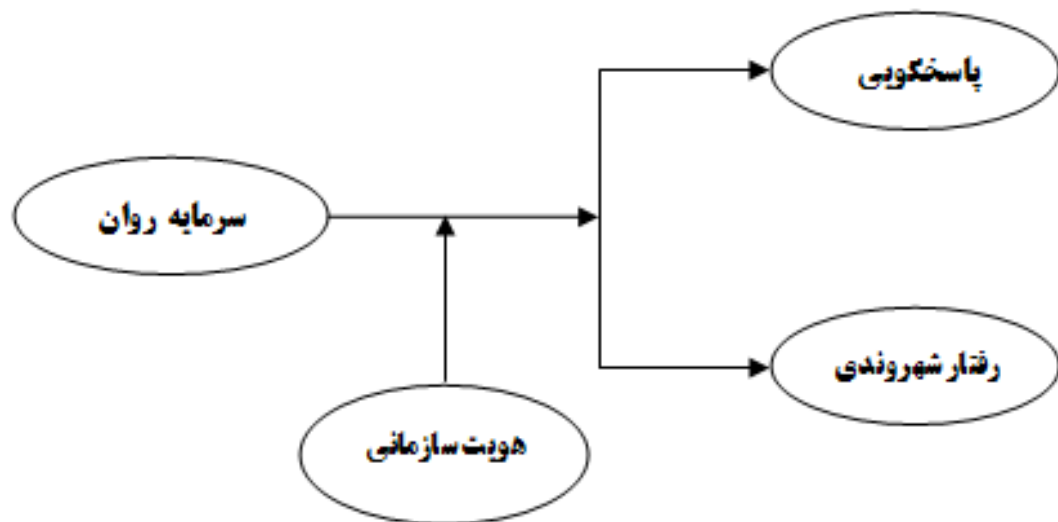 پاسخگویی
سرمایه روان
رفتار شهروندی
هویت سازمانی